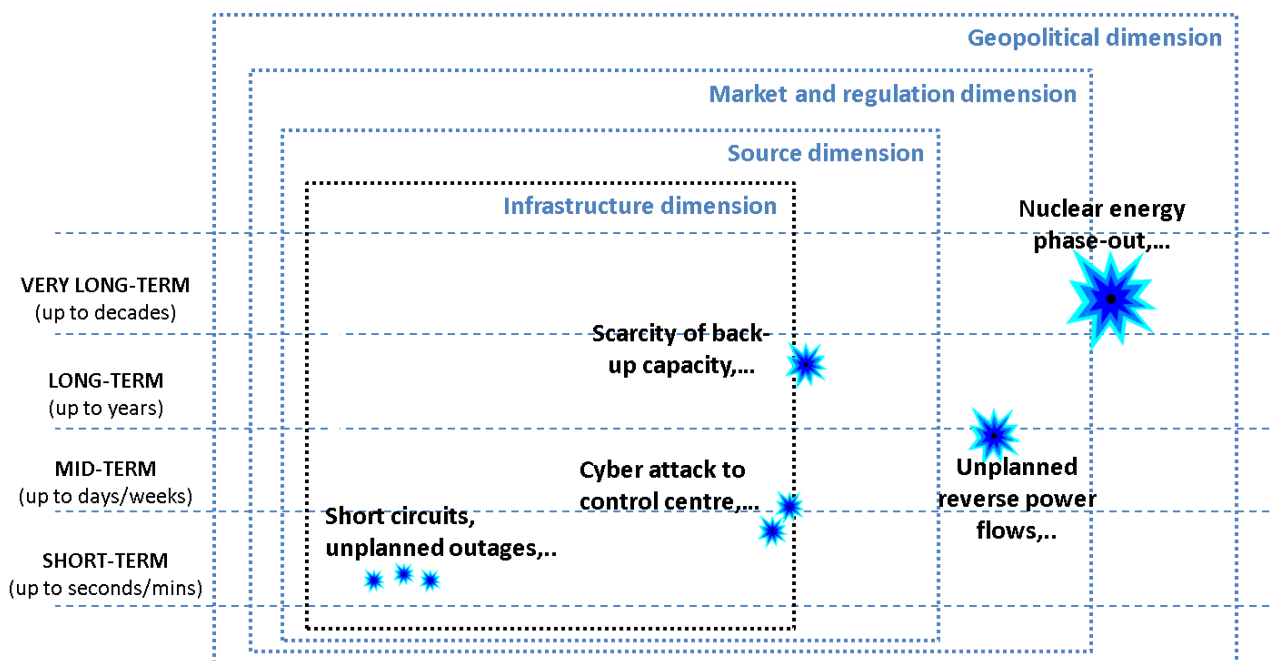 Geopolitical dimension
Market and regulation dimension
Source dimension
Infrastructure dimension
Nuclear energy
phase-out,...
VERY LONG-TERM
(up to decades)
Scarcity of back-
up capacity,...
LONG-TERM
(up to years)
MID-TERM
(up to days/weeks)
Cyber attack to
control centre,...
Unplanned
reverse power
flows,..
Short circuits,
unplanned outages,..
SHORT-TERM
(up to seconds/mins)